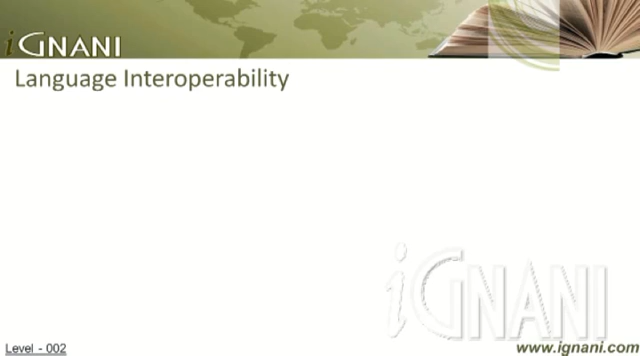 iGNANI
Language Interoperability
iGNANI
Level - 002
www.ignani.com